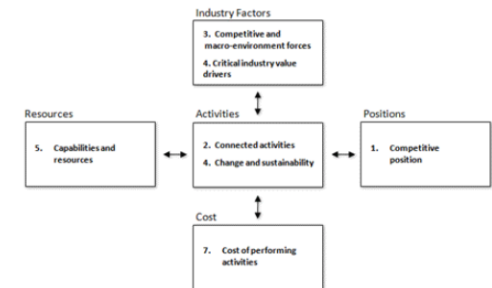 Industry Factors
3. Competitive and
macro-environment forces
4. Critical industry value
drivers
Resources
5. Capabilities and
resources
Activities
2. Connected activities
4. Change and sustainability
Positions
1. Competitive
position
Cost
7. Cost of performing
activities